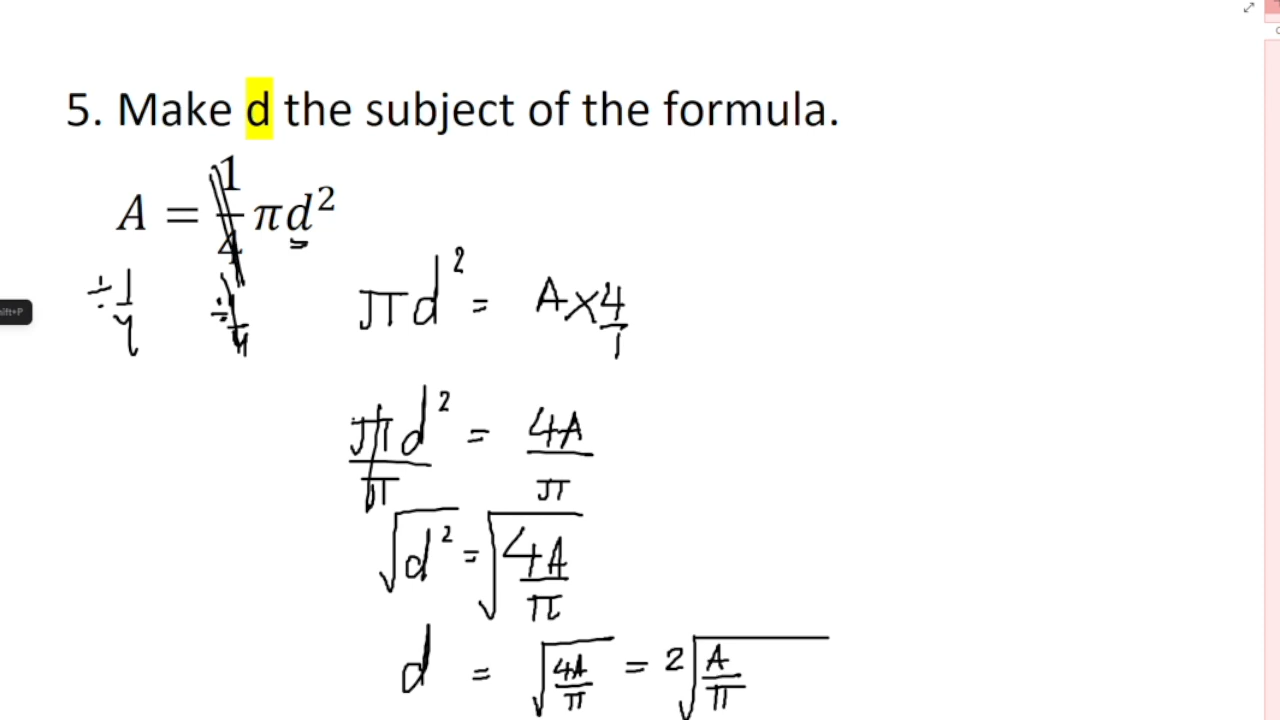 5. Make d the subject of the formula.
A = 1/4 πd²
÷ 1/4 ÷ 1/4
πd² = A × 4/1
πd²/π = 4A/π
√d² = √(4A/π)
d = √(4A/π) = 2√(A/π)
ift+P